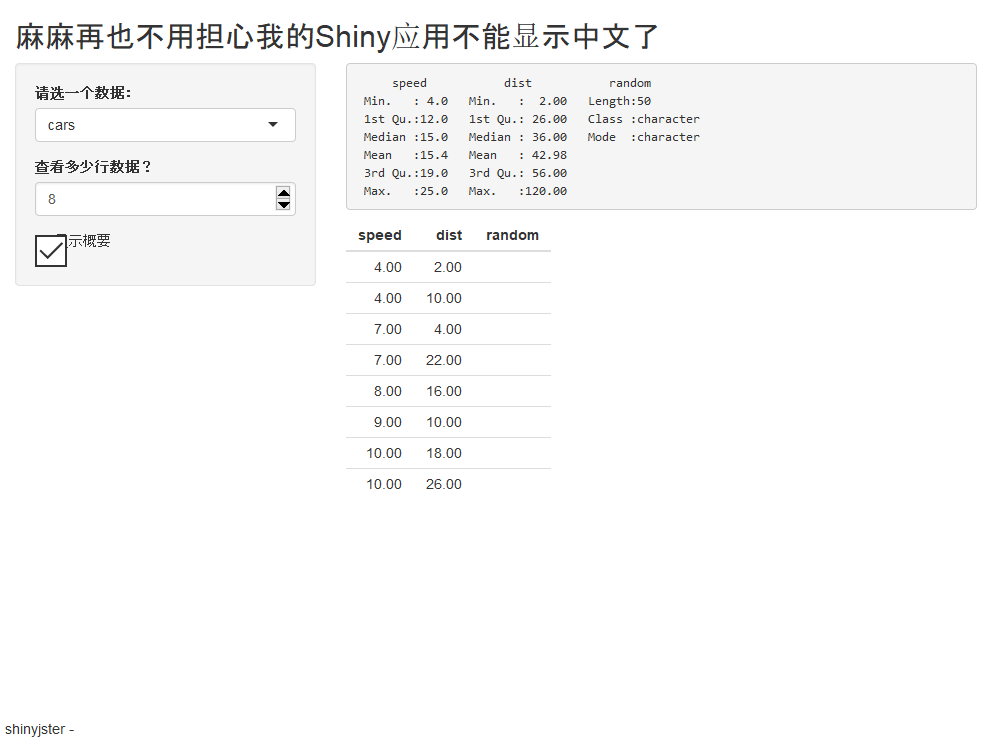 麻麻再也不用担心我的Shiny应用不能显示中文了
请选一个数据：
cars
查看多少行数据？
8
示概要
speed dist random
Min. : 4.0 Min. : 2.00 Length:50
1st Qu.:12.0 1st Qu.: 26.00 Class :character
Median :15.0 Median : 36.00 Mode :character
Mean :15.4 Mean : 42.98
3rd Qu.:19.0 3rd Qu.: 56.00
Max. :25.0 Max. :120.00
speed dist random
4.00 2.00
4.00 10.00
7.00 4.00
7.00 22.00
8.00 16.00
9.00 10.00
10.00 18.00
10.00 26.00
shinyjster -